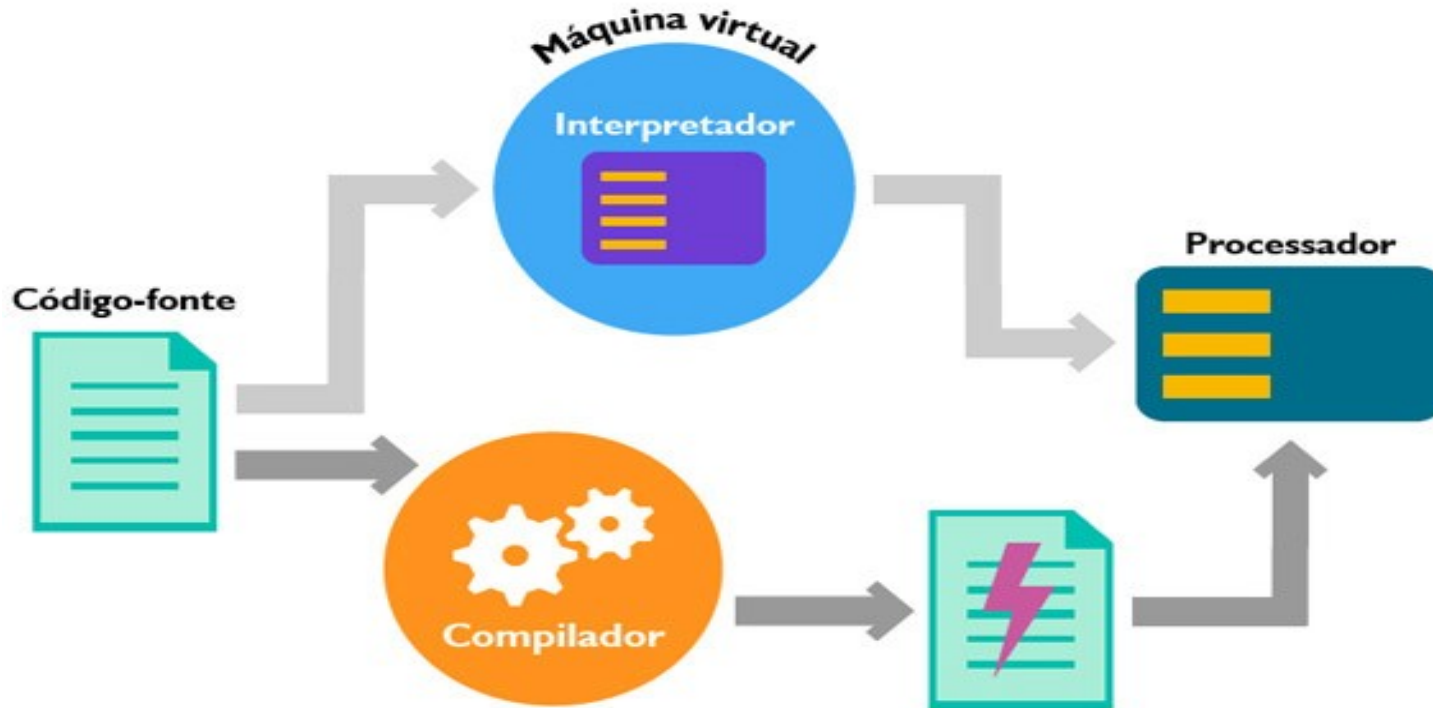 Máquina virtual
Interpretador
Processador
Código-fonte
Compilador